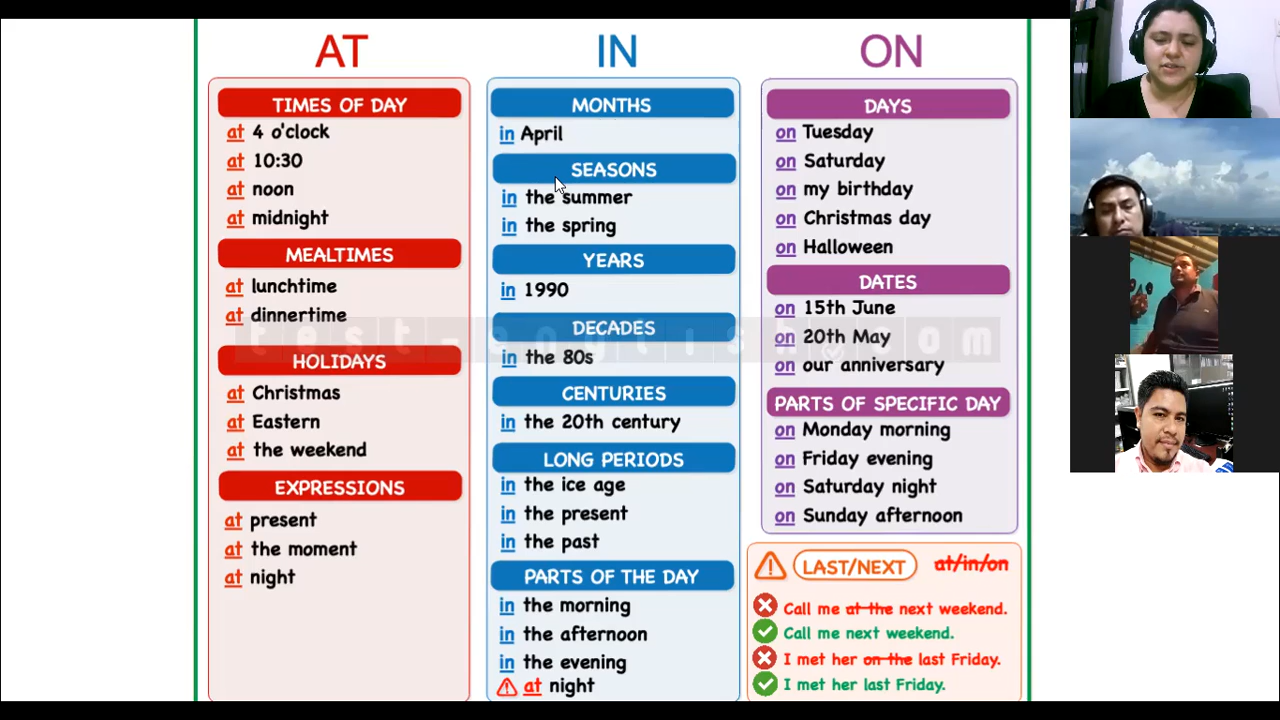 AT
TIMES OF DAY
at 4 o'clock
at 10:30
at noon
at midnight
MEALTIMES
at lunchtime
at dinnertime
HOLIDAYS
at Christmas
at Eastern
at the weekend
EXPRESSIONS
at present
at the moment
at night
IN
MONTHS
in April
SEASONS
in the summer
in the spring
YEARS
in 1990
DECADES
in the 80s
CENTURIES
in the 20th century
LONG PERIODS
in the ice age
in the present
in the past
PARTS OF THE DAY
in the morning
in the afternoon
in the evening
at night
ON
DAYS
on Tuesday
on Saturday
on my birthday
on Christmas day
on Halloween
DATES
on 15th June
on 20th May
on our anniversary
PARTS OF SPECIFIC DAY
on Monday morning
on Friday evening
on Saturday night
on Sunday afternoon
LAST/NEXT at/in/on
Call me at the next weekend.
Call me next weekend.
I met her on the last Friday.
I met her last Friday.
test-english.com